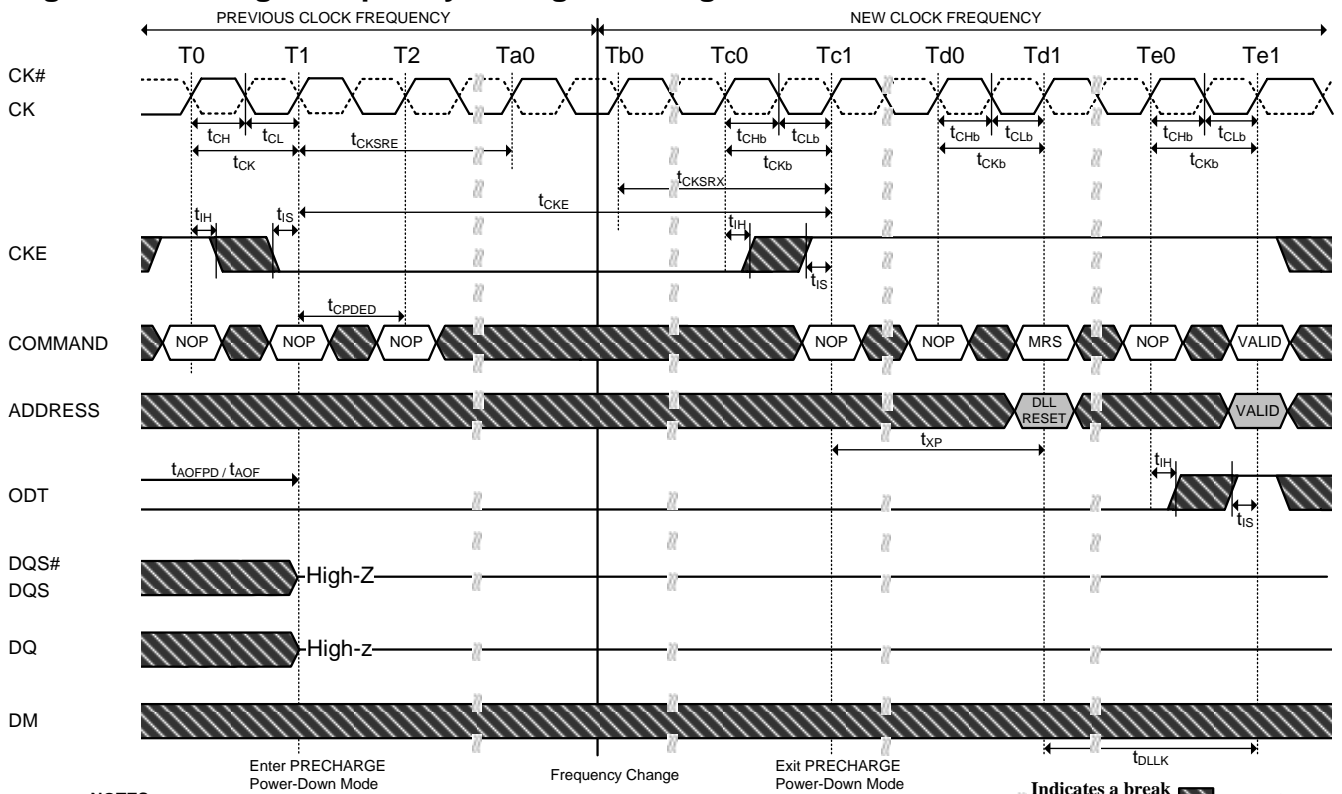 PREVIOUS CLOCK FREQUENCY NEW CLOCK FREQUENCY
T0 T1 T2 Ta0 Tb0 Tc0 Tc1 Td0 Td1 Te0 Te1
CK#
CK
tCH tCL tCKSRE tCHb tCLb tCHb tCLb tCHb tCLb
tCK tCKb tCKb tCKb
tCKSRX
tCKE
tIH tIS tIH
CKE
tIS
tCPDED
COMMAND NOP NOP NOP NOP NOP MRS NOP VALID
ADDRESS DLL RESET VALID
tXP
tAOFPD / tAOF tIH
ODT
tIS
DQS#
DQS High-Z
DQ High-z
DM
tDLLK
Enter PRECHARGE
Power-Down Mode
Frequency Change
Exit PRECHARGE
Power-Down Mode
Indicates a break